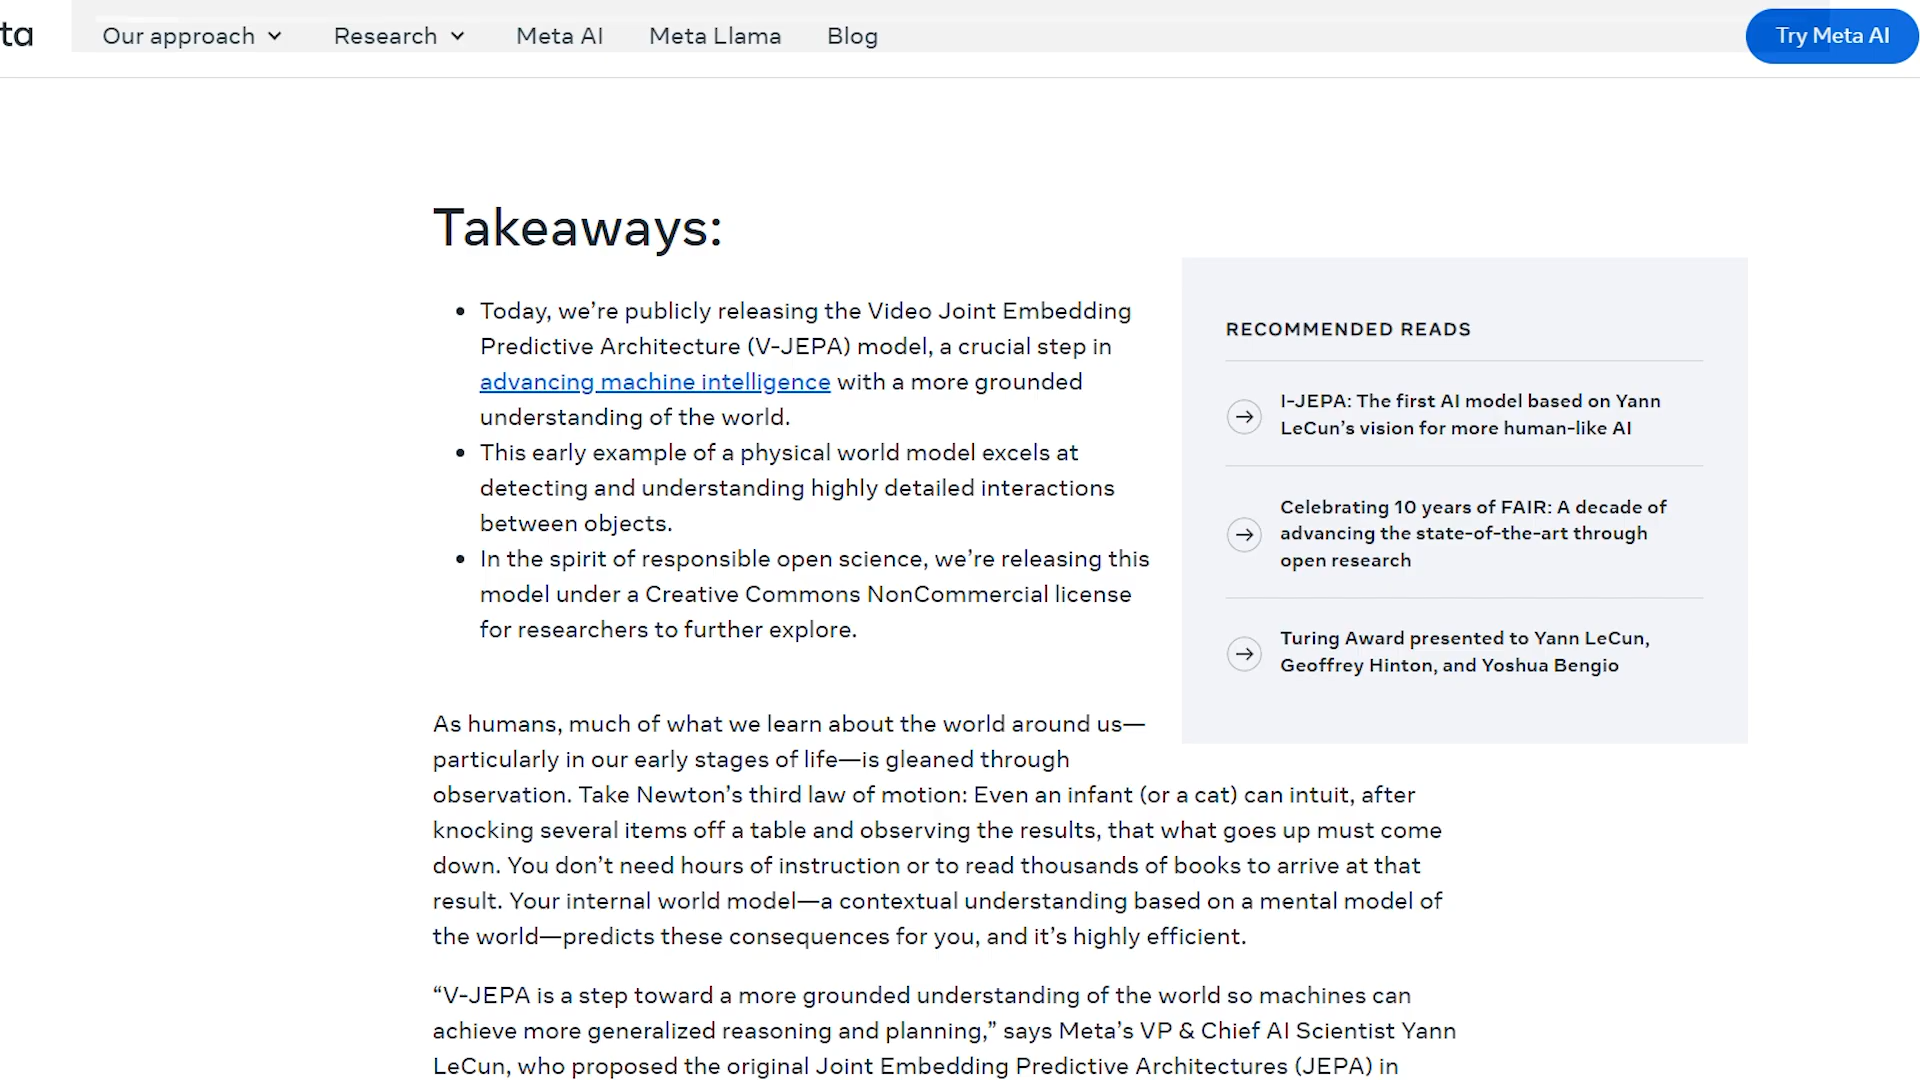 ta
Our approach
Research
Meta AI
Meta Llama
Blog
Try Meta AI
Takeaways:
Today, we’re publicly releasing the Video Joint Embedding
Predictive Architecture (V-JEPA) model, a crucial step in
advancing machine intelligence with a more grounded
understanding of the world.
This early example of a physical world model excels at
detecting and understanding highly detailed interactions
between objects.
In the spirit of responsible open science, we’re releasing this
model under a Creative Commons NonCommercial license
for researchers to further explore.
RECOMMENDED READS
I-JEPA: The first AI model based on Yann
LeCun’s vision for more human-like AI
Celebrating 10 years of FAIR: A decade of
advancing the state-of-the-art through
open research
Turing Award presented to Yann LeCun,
Geoffrey Hinton, and Yoshua Bengio
As humans, much of what we learn about the world around us—
particularly in our early stages of life—is gleaned through
observation. Take Newton’s third law of motion: Even an infant (or a cat) can intuit, after
knocking several items off a table and observing the results, that what goes up must come
down. You don’t need hours of instruction or to read thousands of books to arrive at that
result. Your internal world model—a contextual understanding based on a mental model of
the world—predicts these consequences for you, and it’s highly efficient.
“V-JEPA is a step toward a more grounded understanding of the world so machines can
achieve more generalized reasoning and planning,” says Meta’s VP & Chief AI Scientist Yann
LeCun, who proposed the original Joint Embedding Predictive Architectures (JEPA) in